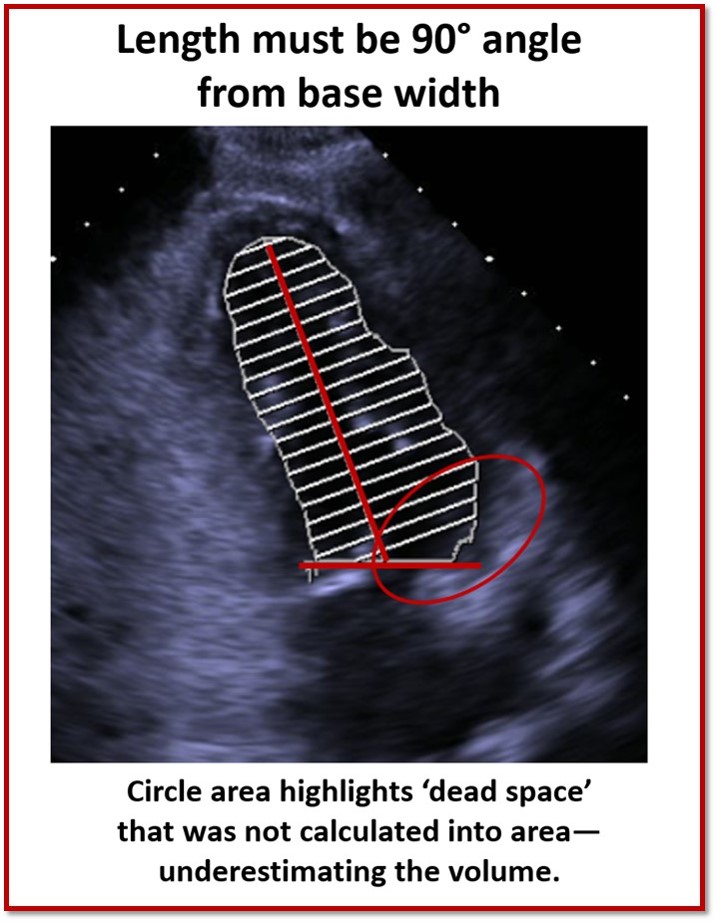 Length must be 90° angle
from base width
Circle area highlights ‘dead space’
that was not calculated into area—
underestimating the volume.